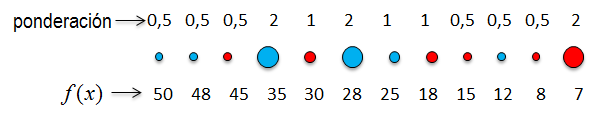 ponderación → 0,5 0,5 0,5 2 1 2 1 1 0,5 0,5 0,5 2
f(x) → 50 48 45 35 30 28 25 18 15 12 8 7